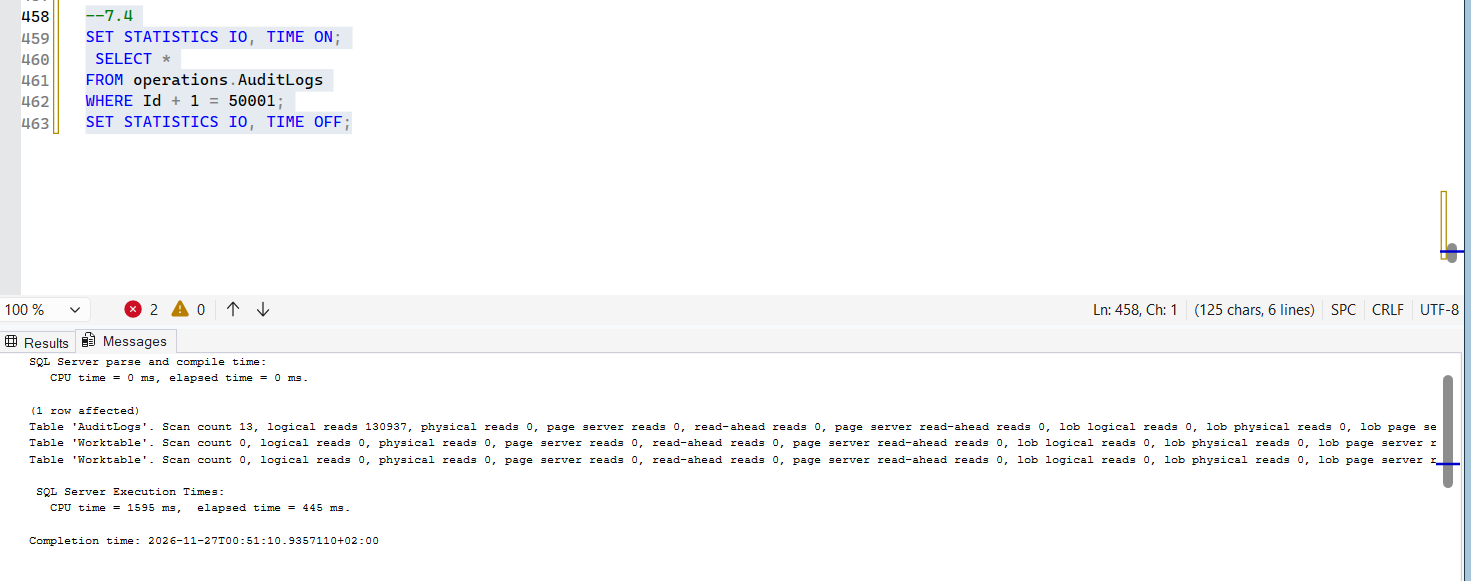 458 --7.4
459 SET STATISTICS IO, TIME ON;
460 SELECT *
461 FROM operations.AuditLogs
462 WHERE Id + 1 = 50001;
463 SET STATISTICS IO, TIME OFF;
100 % 2 0 Ln: 458, Ch: 1 (125 chars, 6 lines) SPC CRLF UTF-8
Results Messages
SQL Server parse and compile time:
CPU time = 0 ms, elapsed time = 0 ms.
(1 row affected)
Table 'AuditLogs'. Scan count 13, logical reads 130937, physical reads 0, page server reads 0, read-ahead reads 0, page server read-ahead reads 0, lob logical reads 0, lob physical reads 0, lob page se
Table 'Worktable'. Scan count 0, logical reads 0, physical reads 0, page server reads 0, read-ahead reads 0, page server read-ahead reads 0, lob logical reads 0, lob physical reads 0, lob page server r
Table 'Worktable'. Scan count 0, logical reads 0, physical reads 0, page server reads 0, read-ahead reads 0, page server read-ahead reads 0, lob logical reads 0, lob physical reads 0, lob page server r
SQL Server Execution Times:
CPU time = 1595 ms, elapsed time = 445 ms.
Completion time: 2026-11-27T00:51:10.9357110+02:00